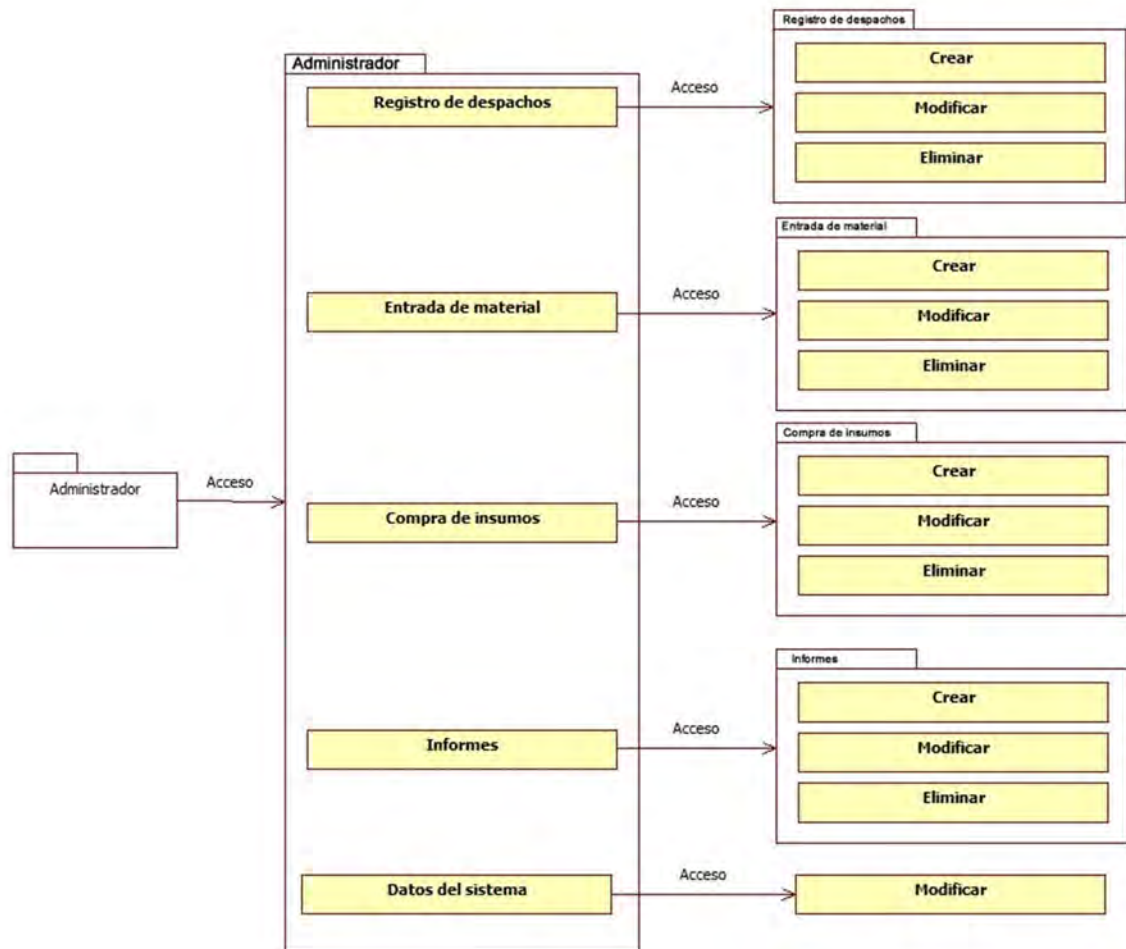 Registro de despachos
Crear
Modificar
Eliminar
Administrador
Registro de despachos
Acceso
Entrada de material
Crear
Modificar
Eliminar
Entrada de material
Acceso
Compra de insumos
Crear
Modificar
Eliminar
Administrador
Acceso
Compra de insumos
Acceso
Informes
Crear
Modificar
Eliminar
Informes
Acceso
Datos del sistema
Acceso
Modificar